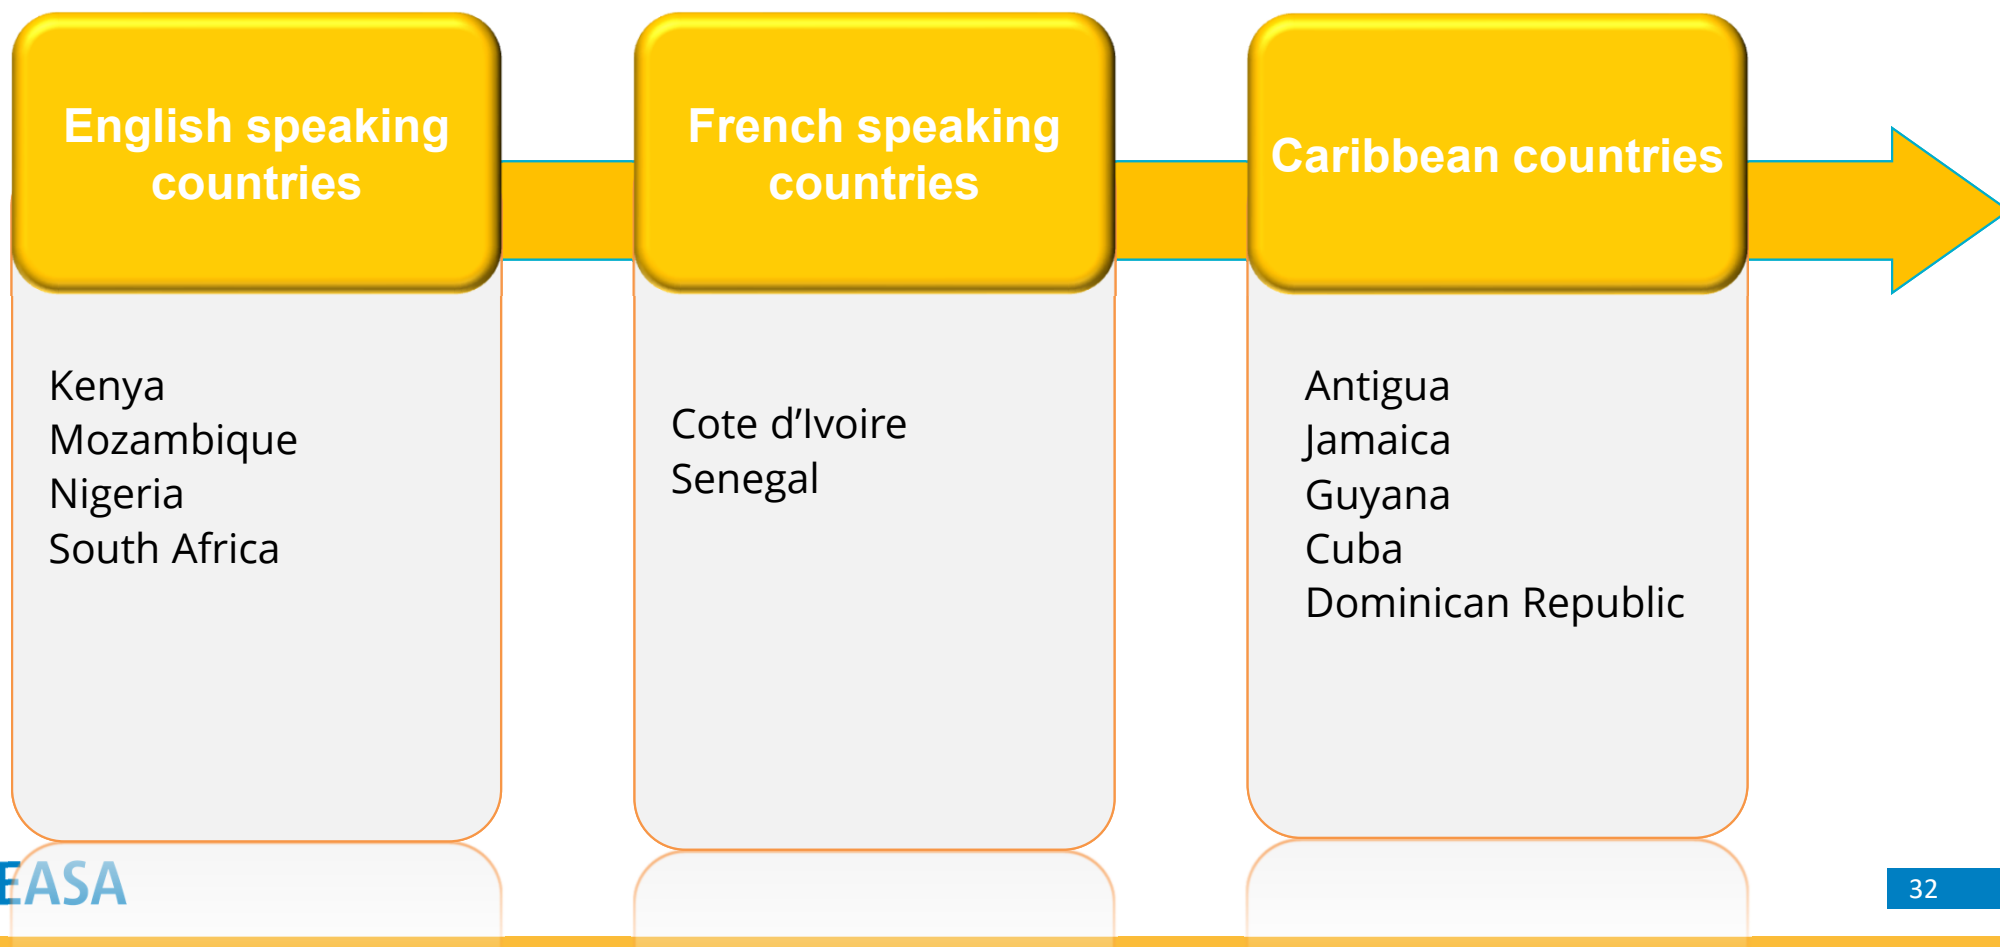 English speaking
countries
Kenya
Mozambique
Nigeria
South Africa
French speaking
countries
Cote d’Ivoire
Senegal
Caribbean countries
Antigua
Jamaica
Guyana
Cuba
Dominican Republic
EASA
32